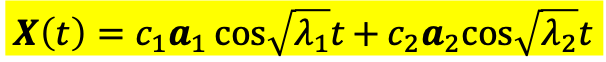 𝑿(𝑡) = 𝑐₁𝒂₁ cos√𝜆₁𝑡 + 𝑐₂𝒂₂cos√𝜆₂𝑡